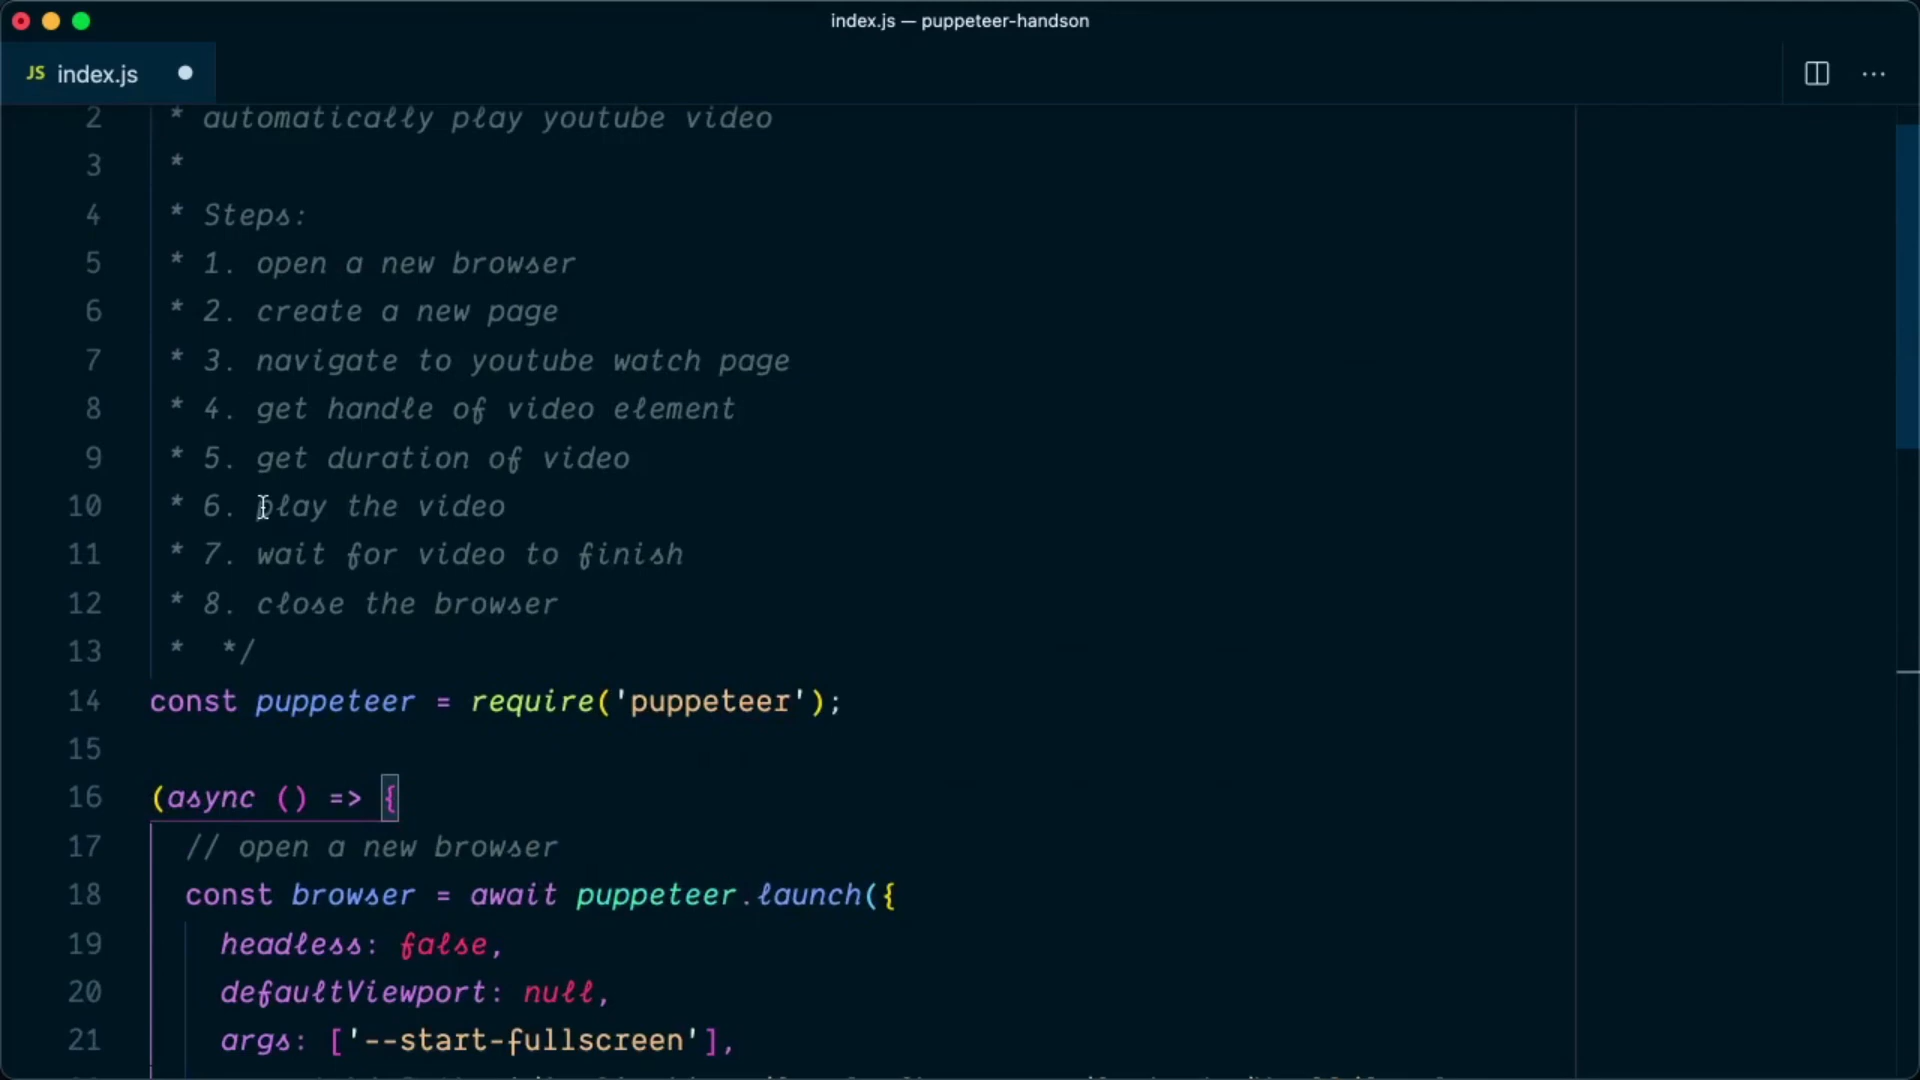 index.js — puppeteer-handson
JS index.js
2 * automatically play youtube video
3 *
4 * Steps:
5 * 1. open a new browser
6 * 2. create a new page
7 * 3. navigate to youtube watch page
8 * 4. get handle of video element
9 * 5. get duration of video
10 * 6. play the video
11 * 7. wait for video to finish
12 * 8. close the browser
13 *  */
14 const puppeteer = require('puppeteer');
15
16 (async () => {
17 // open a new browser
18 const browser = await puppeteer.launch({
19 headless: false,
20 defaultViewport: null,
21 args: ['--start-fullscreen'],